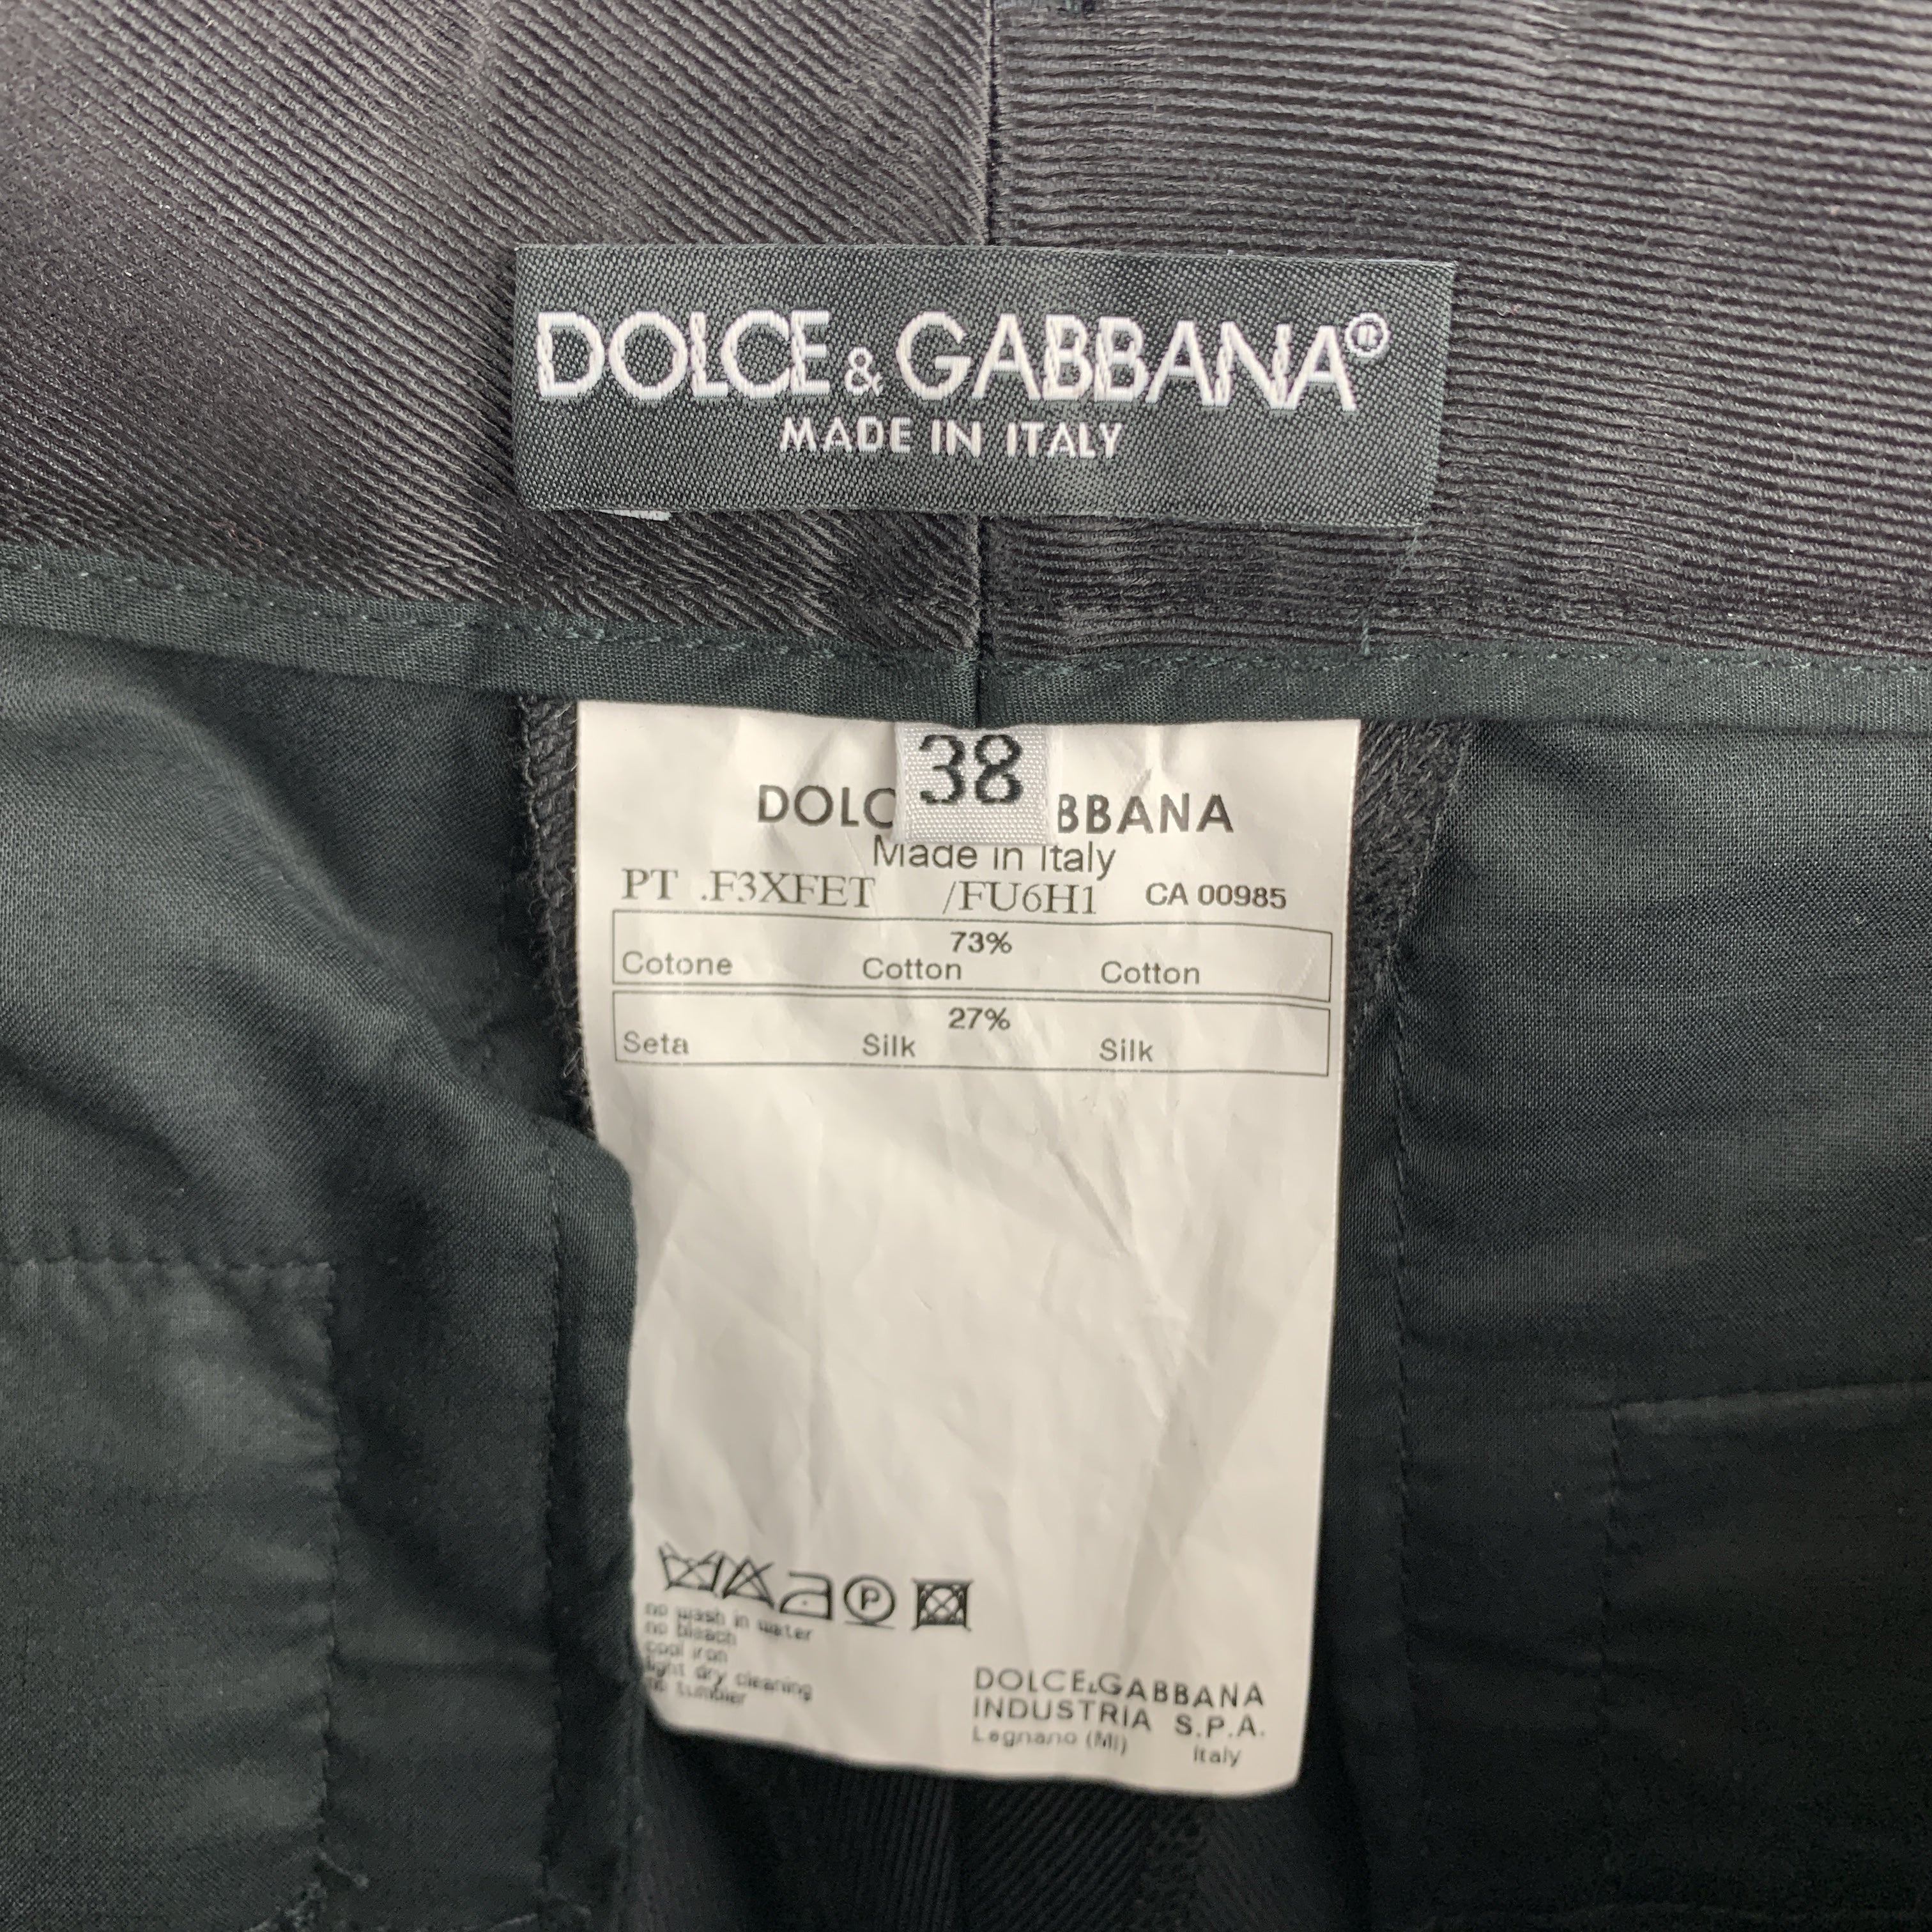 DOLCE & GABBANA®
MADE IN ITALY
38
DOLC BBANA
Made in Italy
PT .F3XFET /FU6H1 CA 00985
73%
Cotone Cotton Cotton
27%
Seta Silk Silk
P
no wash in water
no bleach
cool iron
light dry cleaning
no tumbler
DOLCE&GABBANA
INDUSTRIA S.P.A.
Legnano (MI) Italy